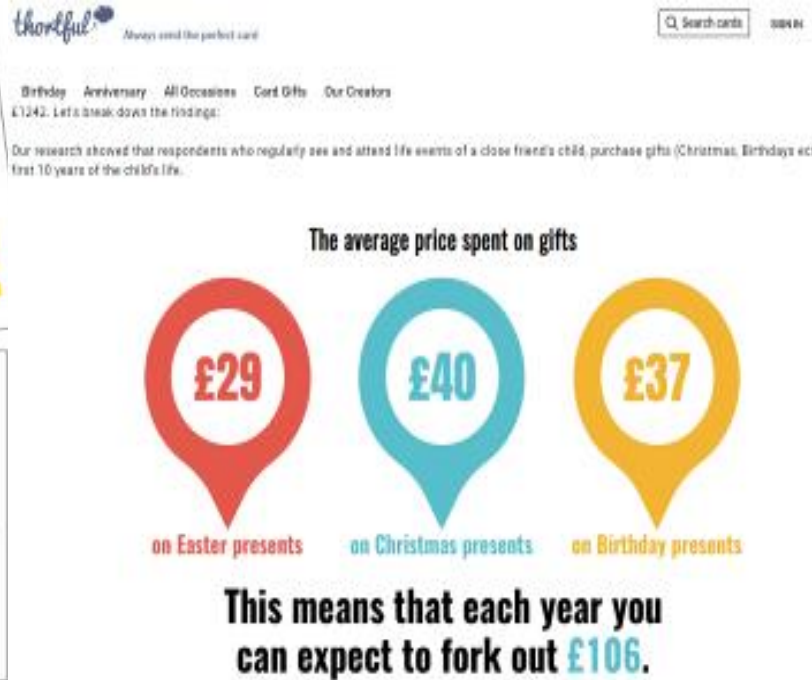 thortful
Always send the perfect card
Search cards
SIGN IN
Birthday Anniversary All Occasions Card Gifts Our Creators
£1242. Let's break down the findings:
Our research showed that respondents who regularly see and attend life events of a close friend's child, purchase gifts (Christmas, Birthdays ect
first 10 years of the child's life.
The average price spent on gifts
£29 £40 £37
on Easter presents on Christmas presents on Birthday presents
This means that each year you
can expect to fork out £106.